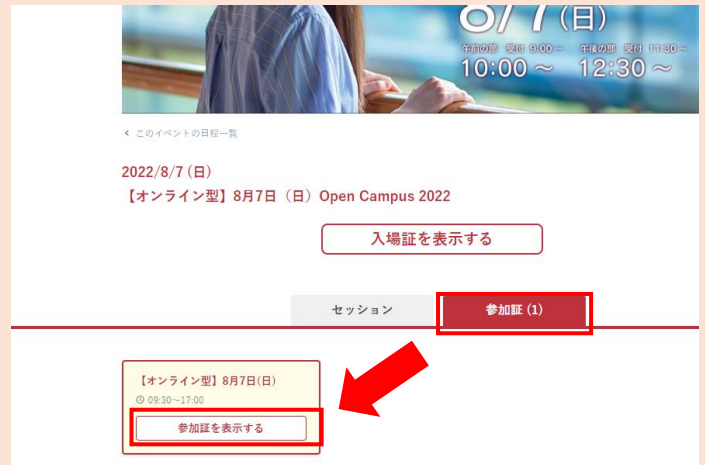 8/7(日)
午前の部 受付 9:00～ 午後の部 受付 11:30～
10:00～ 12:30～
このイベントの日程一覧
2022/8/7(日)
【オンライン型】8月7日（日）Open Campus 2022
入場証を表示する
セッション 参加証 (1)
【オンライン型】8月7日(日)
09:30～17:00
参加証を表示する